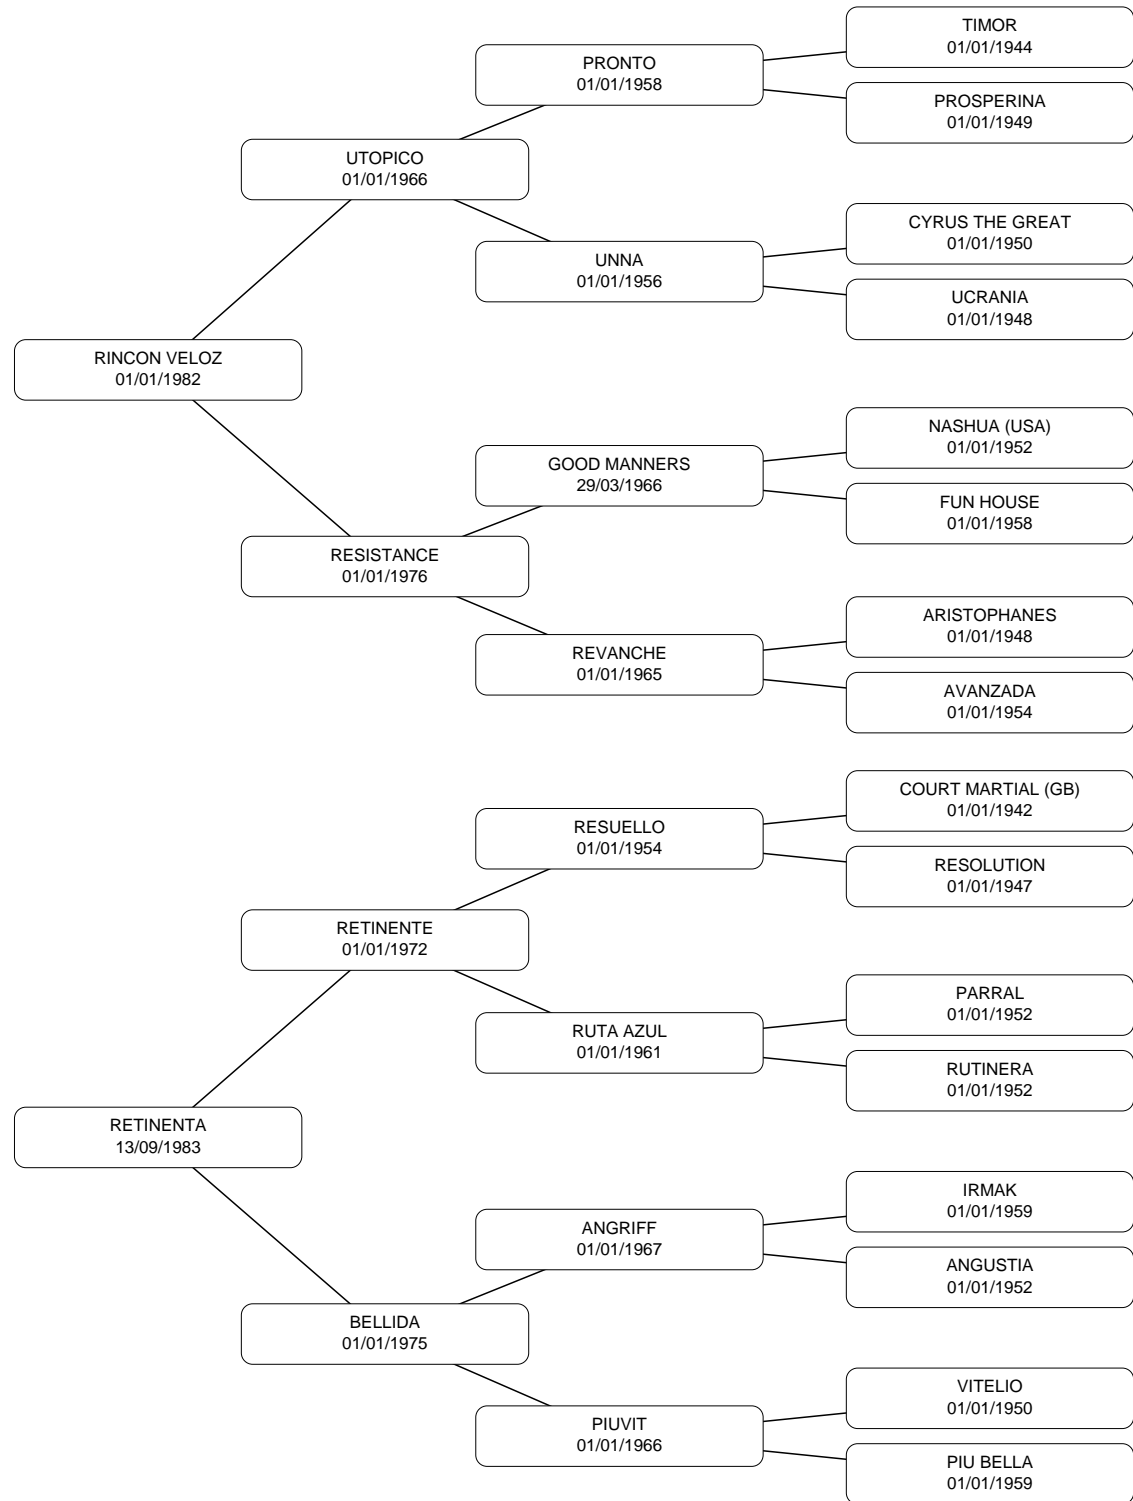 TIMOR
01/01/1944
PRONTO
01/01/1958
PROSPERINA
01/01/1949
UTOPICO
01/01/1966
CYRUS THE GREAT
01/01/1950
UNNA
01/01/1956
UCRANIA
01/01/1948
RINCON VELOZ
01/01/1982
NASHUA (USA)
01/01/1952
GOOD MANNERS
29/03/1966
FUN HOUSE
01/01/1958
RESISTANCE
01/01/1976
ARISTOPHANES
01/01/1948
REVANCHE
01/01/1965
AVANZADA
01/01/1954
COURT MARTIAL (GB)
01/01/1942
RESUELLO
01/01/1954
RESOLUTION
01/01/1947
RETINENTE
01/01/1972
PARRAL
01/01/1952
RUTA AZUL
01/01/1961
RUTINERA
01/01/1952
RETINENTA
13/09/1983
IRMAK
01/01/1959
ANGRIFF
01/01/1967
ANGUSTIA
01/01/1952
BELLIDA
01/01/1975
VITELIO
01/01/1950
PIUVIT
01/01/1966
PIU BELLA
01/01/1959